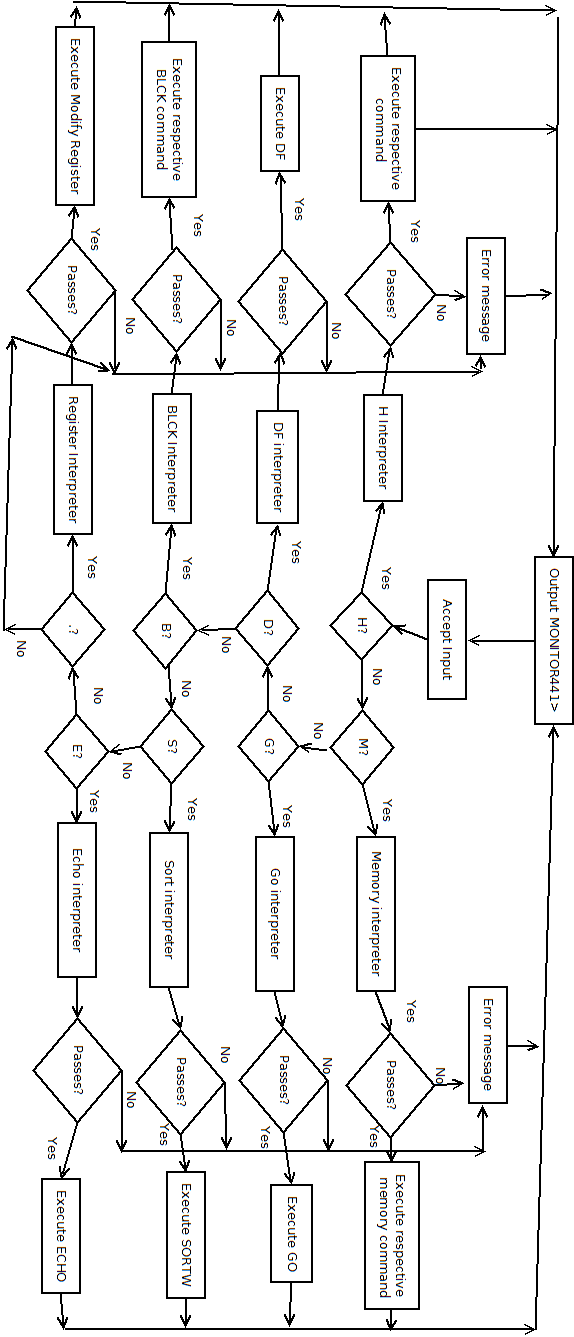 Output MONITOR441>
Error message
Accept Input
Error message
Execute respective
command
Yes
Passes?
No
H Interpreter
Yes
H?
No
M?
Yes
Memory interpreter
Yes
Passes?
No
Yes
Execute respective
memory command
Execute DF
Yes
Passes?
No
DF interpreter
Yes
D?
No
No
G?
No
Yes
Go interpreter
Passes?
No
Yes
Execute GO
Execute respective
BLCK command
Yes
Passes?
No
BLCK Interpreter
Yes
B?
No
S?
No
Yes
Sort interpreter
Passes?
No
Yes
Execute SORTW
Execute Modify Register
Yes
Passes?
No
Register Interpreter
Yes
.?
No
No
E?
Yes
Echo interpreter
Passes?
No
Yes
Execute ECHO